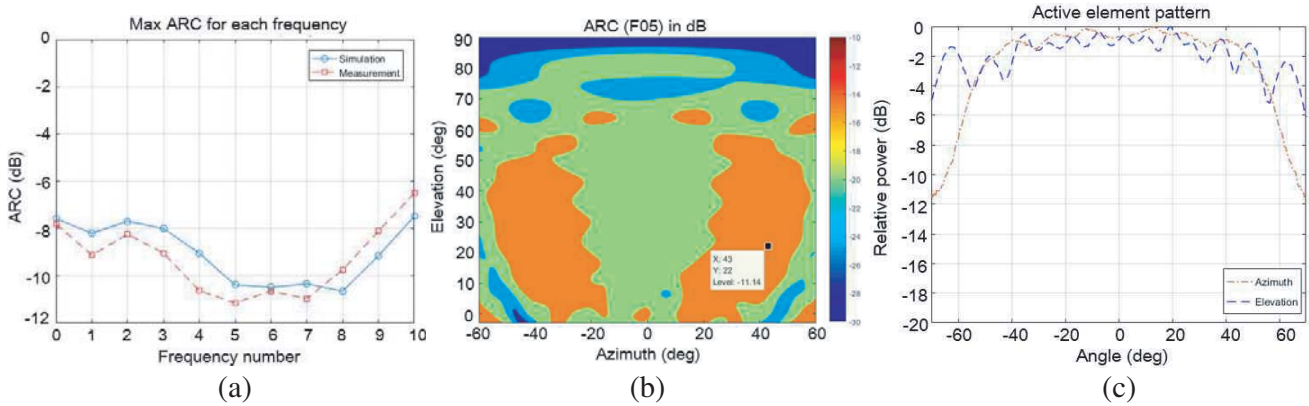 Max ARC for each frequency
0
-2
-4
-6
-8
-10
-12
ARC (dB)
Simulation
Measurement
0 1 2 3 4 5 6 7 8 9 10
Frequency number
(a)
ARC (F05) in dB
90
80
70
60
50
40
30
20
10
0
Elevation (deg)
X: 43
Y: 22
Level: -11.14
-60 -40 -20 0 20 40 60
Azimuth (deg)
-10
-12
-14
-16
-18
-20
-22
-24
-26
-28
-30
(b)
Active element pattern
0
-2
-4
-6
-8
-10
-12
-14
-16
-18
-20
Relative power (dB)
Azimuth
Elevation
-60 -40 -20 0 20 40 60
Angle (deg)
(c)